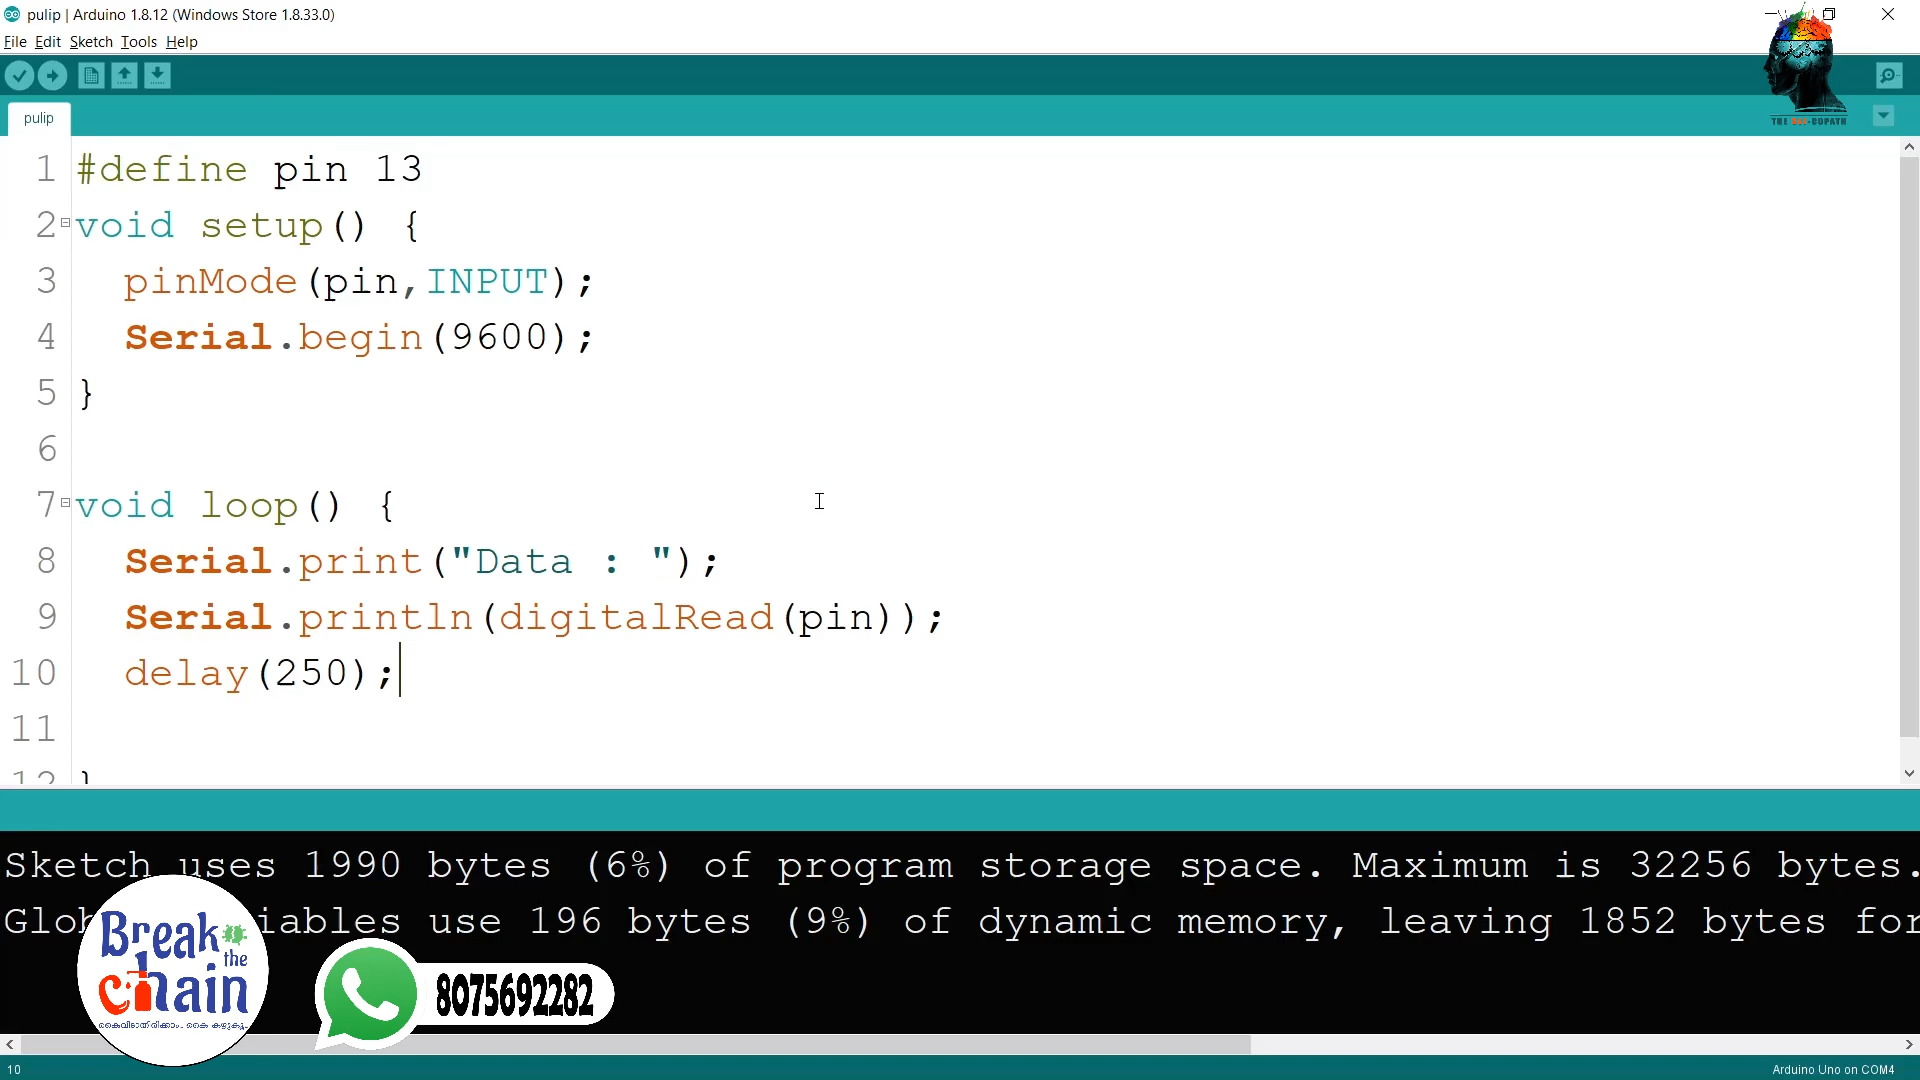 pulip | Arduino 1.8.12 (Windows Store 1.8.33.0)
File Edit Sketch Tools Help
pulip
1 #define pin 13
2 void setup() {
3 pinMode(pin,INPUT);
4 Serial.begin(9600);
5 }
6
7 void loop() {
8 Serial.print("Data : ");
9 Serial.println(digitalRead(pin));
10 delay(250);
11
12 }
Sketch uses 1990 bytes (6%) of program storage space. Maximum is 32256 bytes.
Glob iables use 196 bytes (9%) of dynamic memory, leaving 1852 bytes for
Break
the
chain
കൈവിടാതിരിക്കാം.. കൈ കഴുകൂ..
8075692282
10
Arduino Uno on COM4